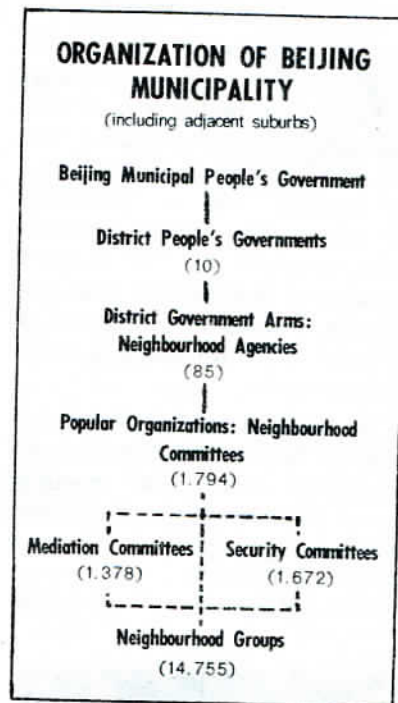 ORGANIZATION OF BEIJING
MUNICIPALITY
(including adjacent suburbs)
Beijing Municipal People's Government
District People's Governments
(10)
District Government Arms:
Neighbourhood Agencies
(85)
Popular Organizations: Neighbourhood
Committees
(1.794)
Mediation Committees
(1.378)
Security Committees
(1.672)
Neighbourhood Groups
(14.755)